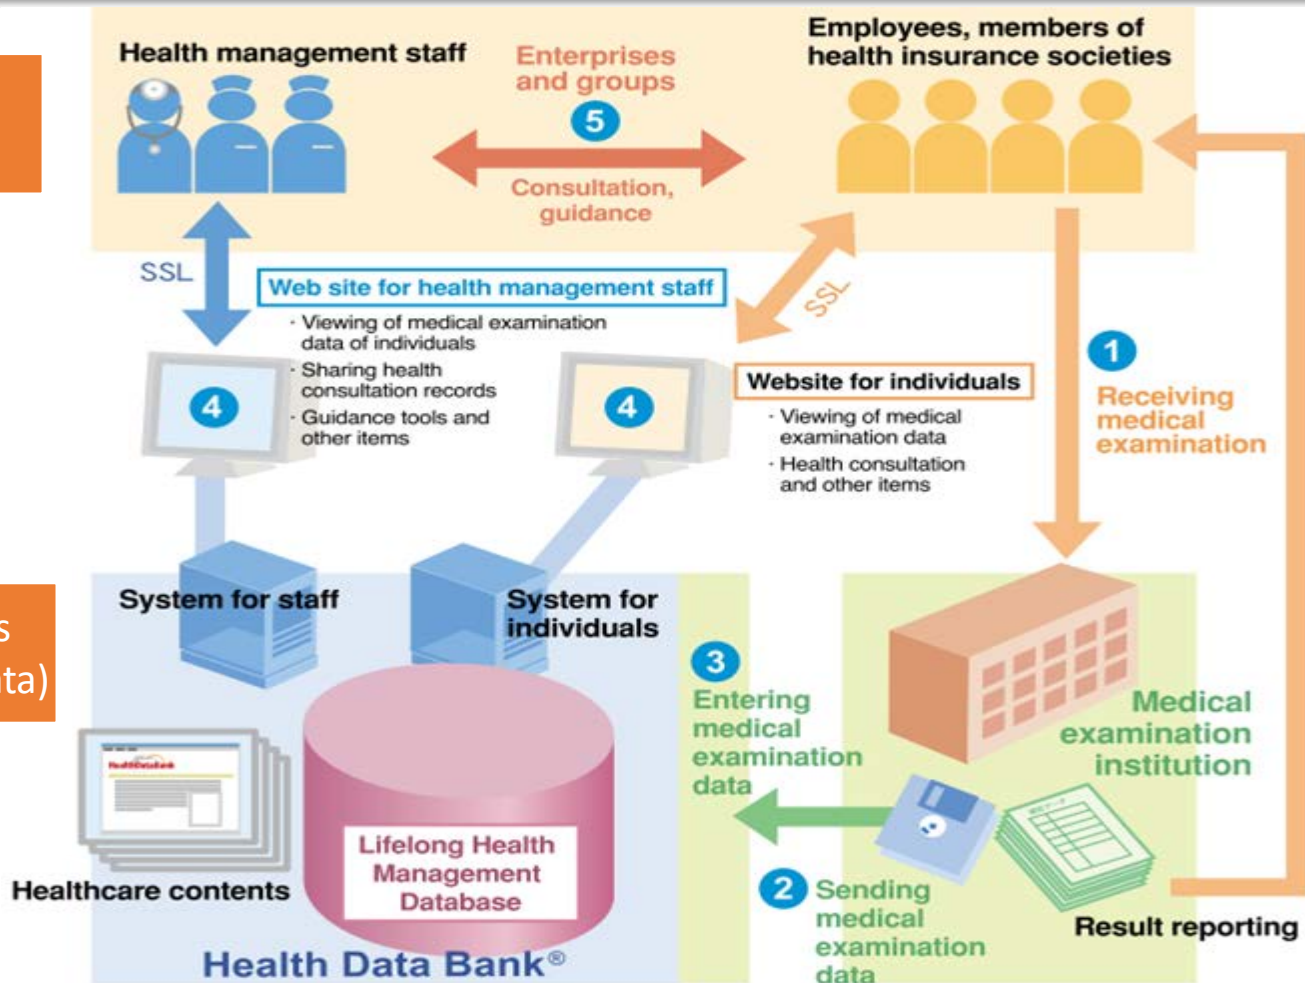 Health management staff
Enterprises
and groups
5
Consultation,
guidance
Employees, members of
health insurance societies
SSL
Web site for health management staff
· Viewing of medical examination
data of individuals
· Sharing health
consultation records
· Guidance tools and
other items
4
SSL
4
Website for individuals
· Viewing of medical
examination data
· Health consultation
and other items
1
Receiving
medical
examination
s
ta)
System for staff
System for
individuals
3
Entering
medical
examination
data
Medical
examination
institution
HealthDataBank
Lifelong Health
Management
Database
Healthcare contents
2
Sending
medical
examination
data
Result reporting
Health Data Bank®